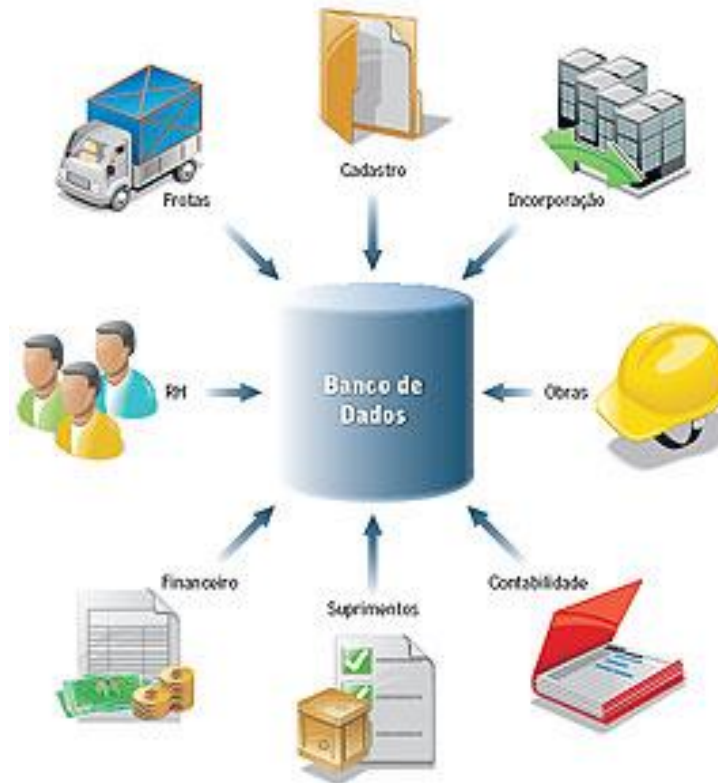 Cadastro
Frotas
Incorporação
RH
Banco de
Dados
Obras
Financeiro
Suprimentos
Contabilidade